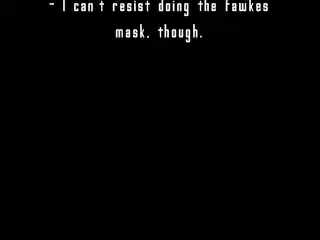 - I can't resist doing the Fawkes
mask, though.